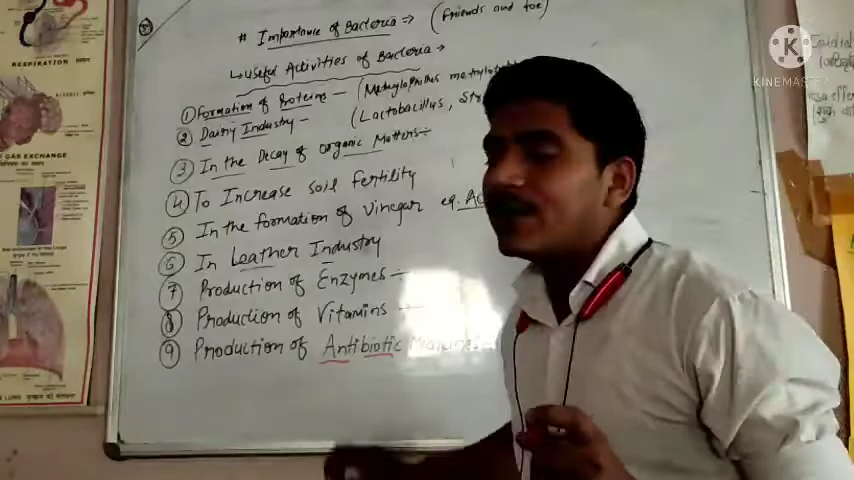 RESPIRATION
GAS EXCHANGE
# Importance of Bacteria ⇒ (friends and foe)
↳ Useful Activities of Bacteria →
① Formation of Proteins – (Methylophilus
② Dairy Industry – (Lactobacillus,
③ In the Decay of organic Matters ÷
④ To Increase soil fertility
⑤ In the formation of vinegar eg.
⑥ In Leather Industry
⑦ Production of Enzymes ÷
⑧ Production of Vitamins
⑨ Production of Antibiotic
K
KINEMASTER